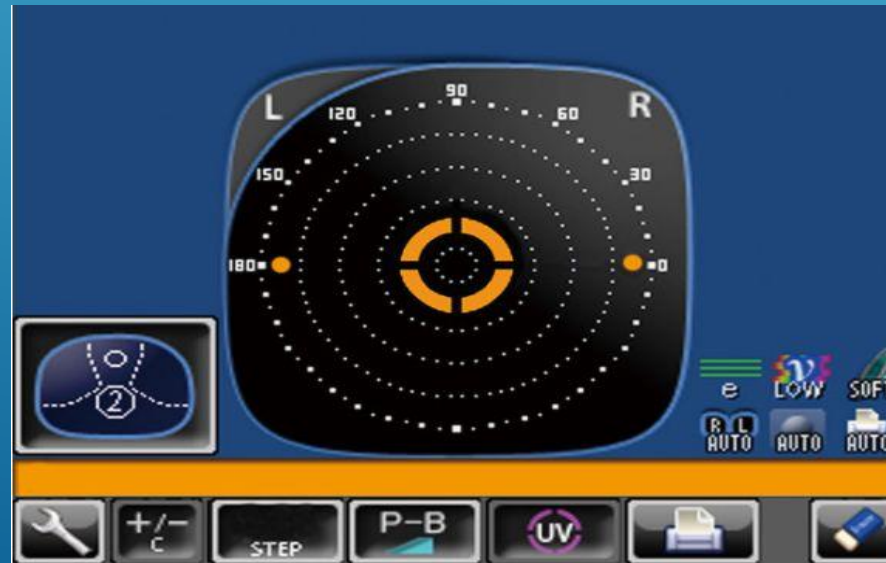 L R
90
120 60
150 30
180 0
2
e LOW SOFT
R L
AUTO AUTO AUTO
+/-
C
STEP
P-B
UV